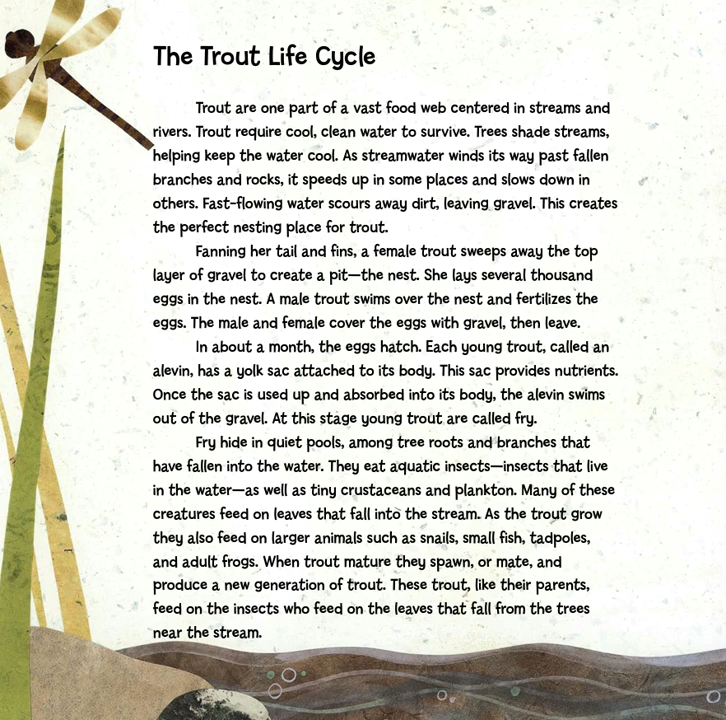 The Trout Life Cycle
Trout are one part of a vast food web centered in streams and
rivers. Trout require cool, clean water to survive. Trees shade streams,
helping keep the water cool. As streamwater winds its way past fallen
branches and rocks, it speeds up in some places and slows down in
others. Fast-flowing water scours away dirt, leaving gravel. This creates
the perfect nesting place for trout.
Fanning her tail and fins, a female trout sweeps away the top
layer of gravel to create a pit—the nest. She lays several thousand
eggs in the nest. A male trout swims over the nest and fertilizes the
eggs. The male and female cover the eggs with gravel, then leave.
In about a month, the eggs hatch. Each young trout, called an
alevin, has a yolk sac attached to its body. This sac provides nutrients.
Once the sac is used up and absorbed into its body, the alevin swims
out of the gravel. At this stage young trout are called fry.
Fry hide in quiet pools, among tree roots and branches that
have fallen into the water. They eat aquatic insects—insects that live
in the water—as well as tiny crustaceans and plankton. Many of these
creatures feed on leaves that fall into the stream. As the trout grow
they also feed on larger animals such as snails, small fish, tadpoles,
and adult frogs. When trout mature they spawn, or mate, and
produce a new generation of trout. These trout, like their parents,
feed on the insects who feed on the leaves that fall from the trees
near the stream.